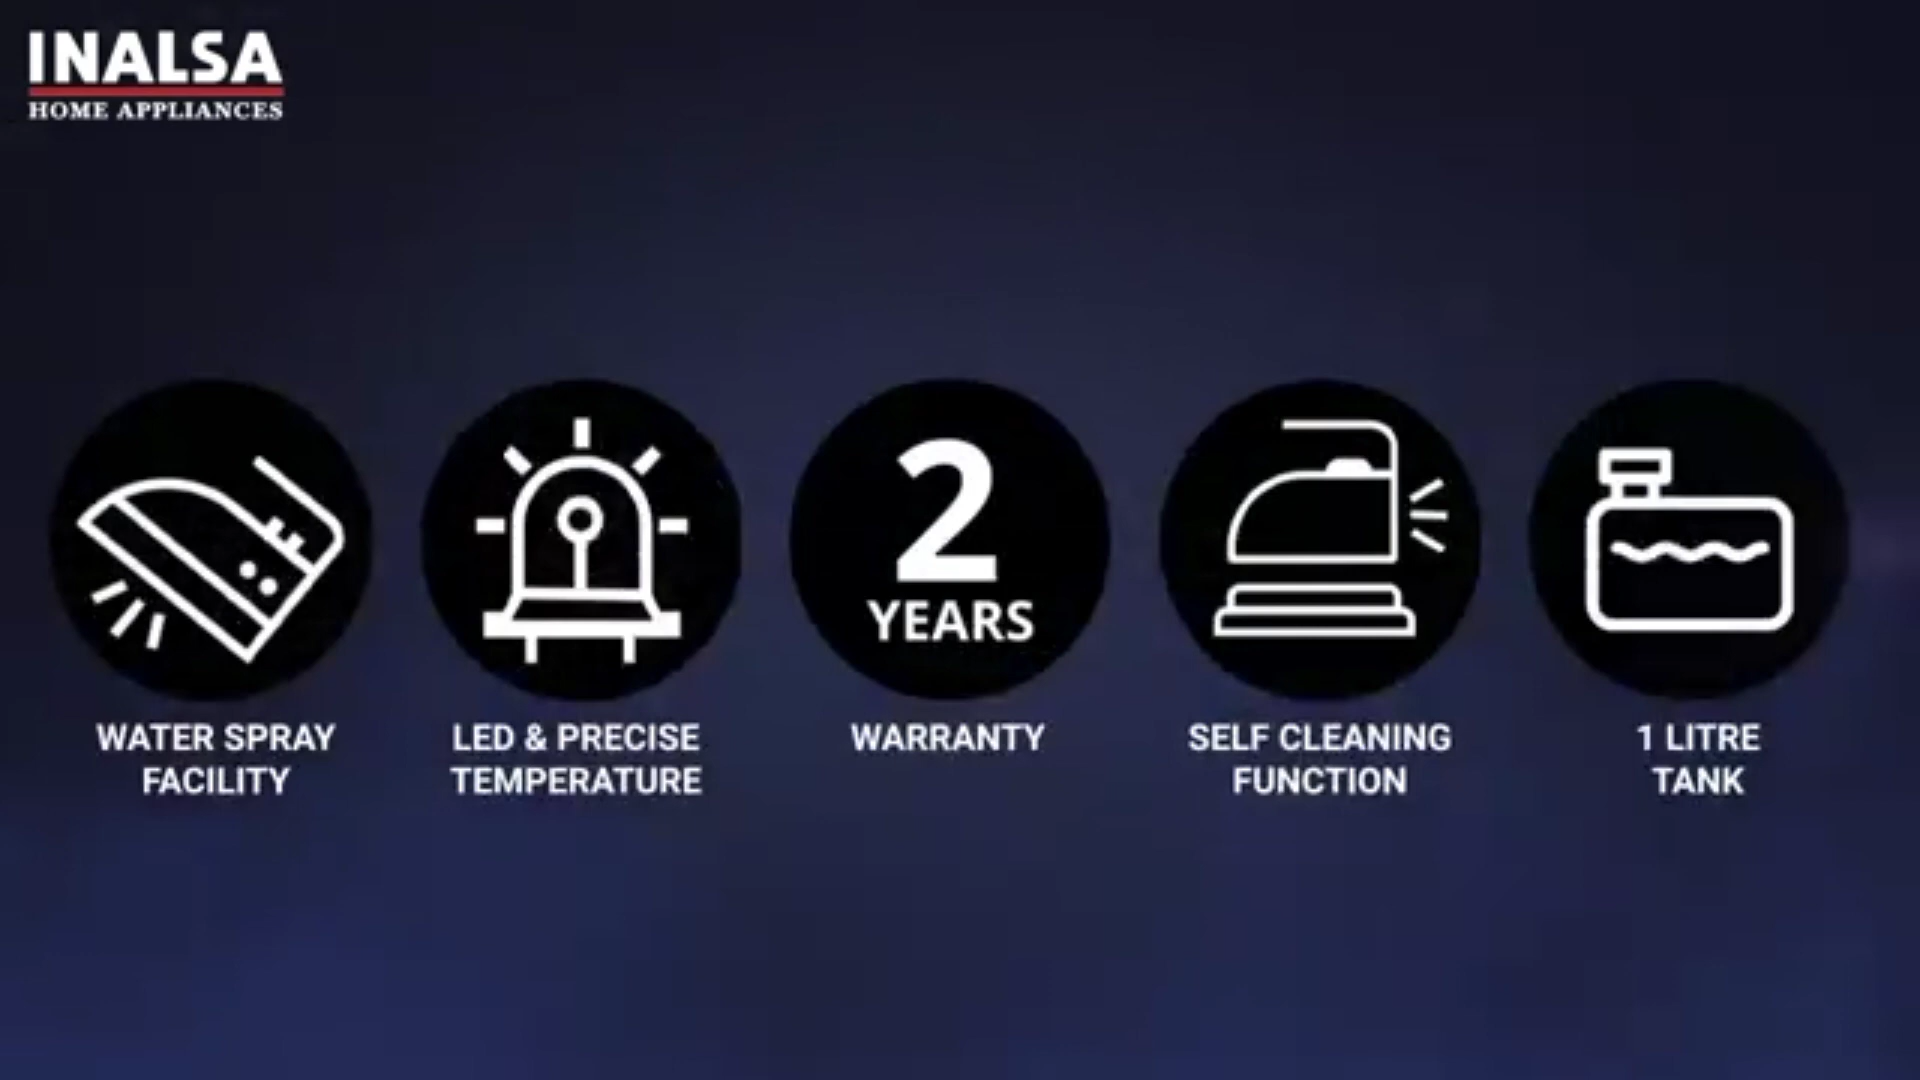 INALSA
HOME APPLIANCES
2
YEARS
WATER SPRAY
FACILITY
LED & PRECISE
TEMPERATURE
WARRANTY
SELF CLEANING
FUNCTION
1 LITRE
TANK